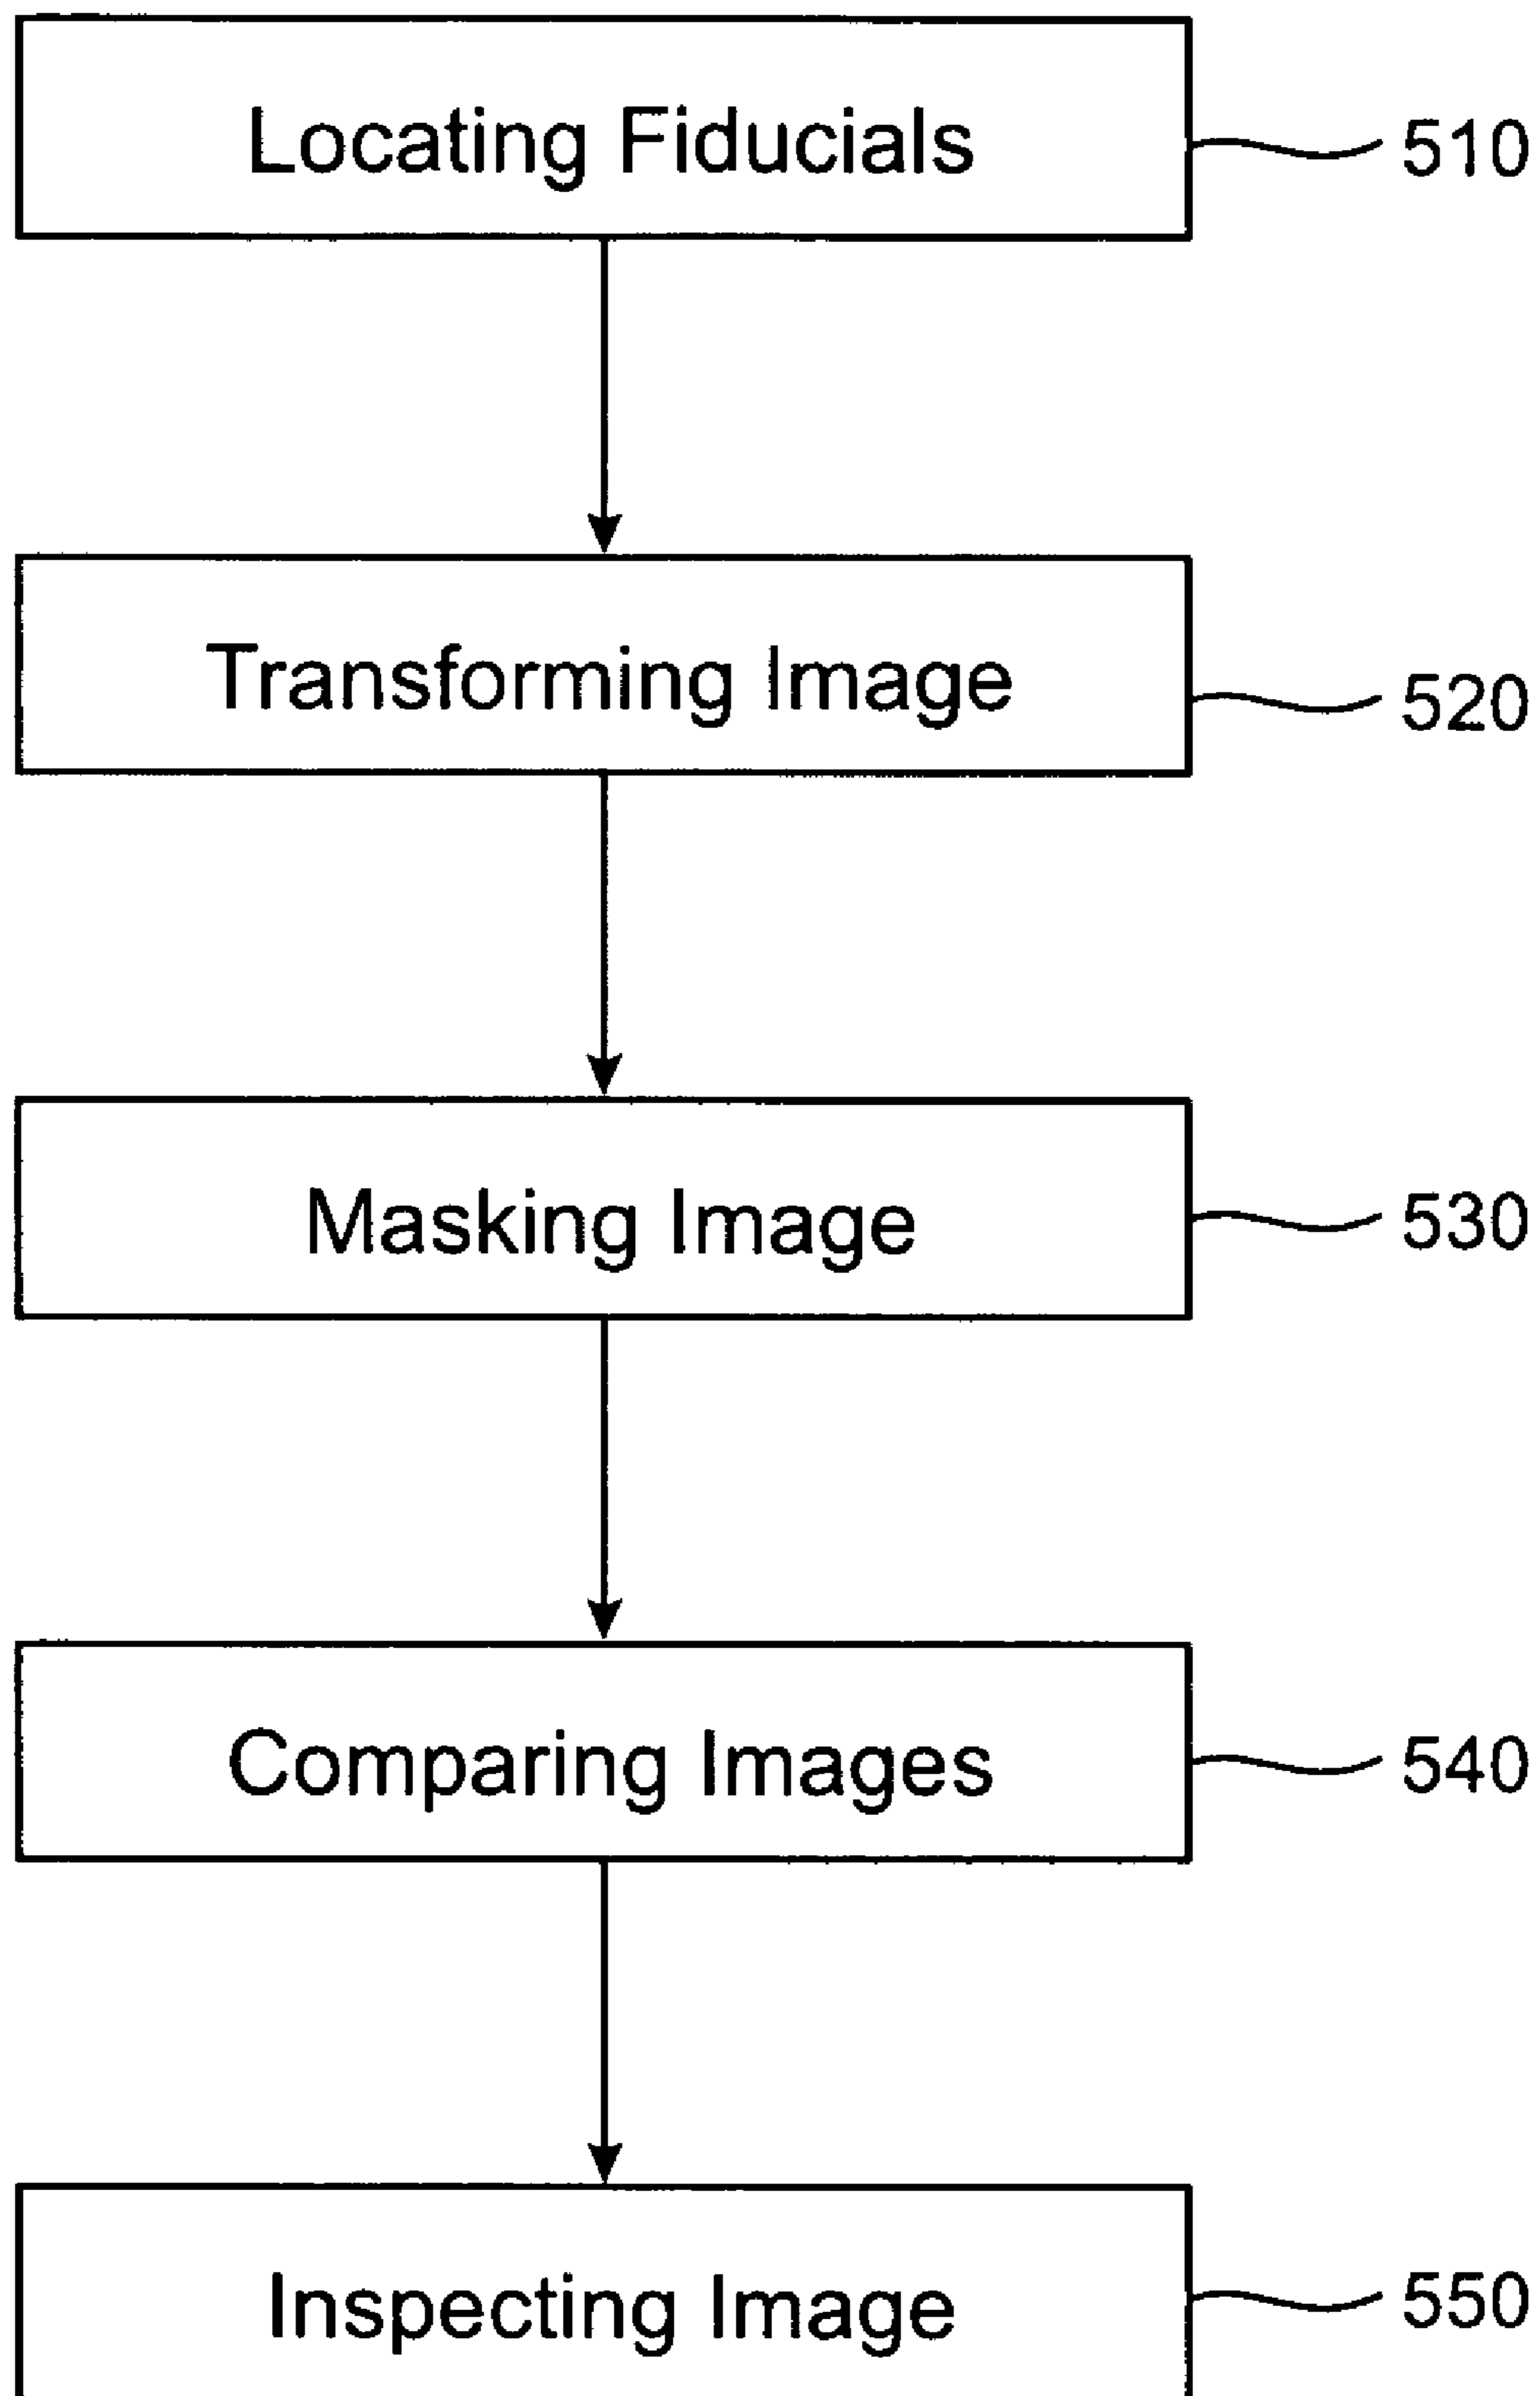 Locating Fiducials 510
Transforming Image 520
Masking Image 530
Comparing Images 540
Inspecting Image 550